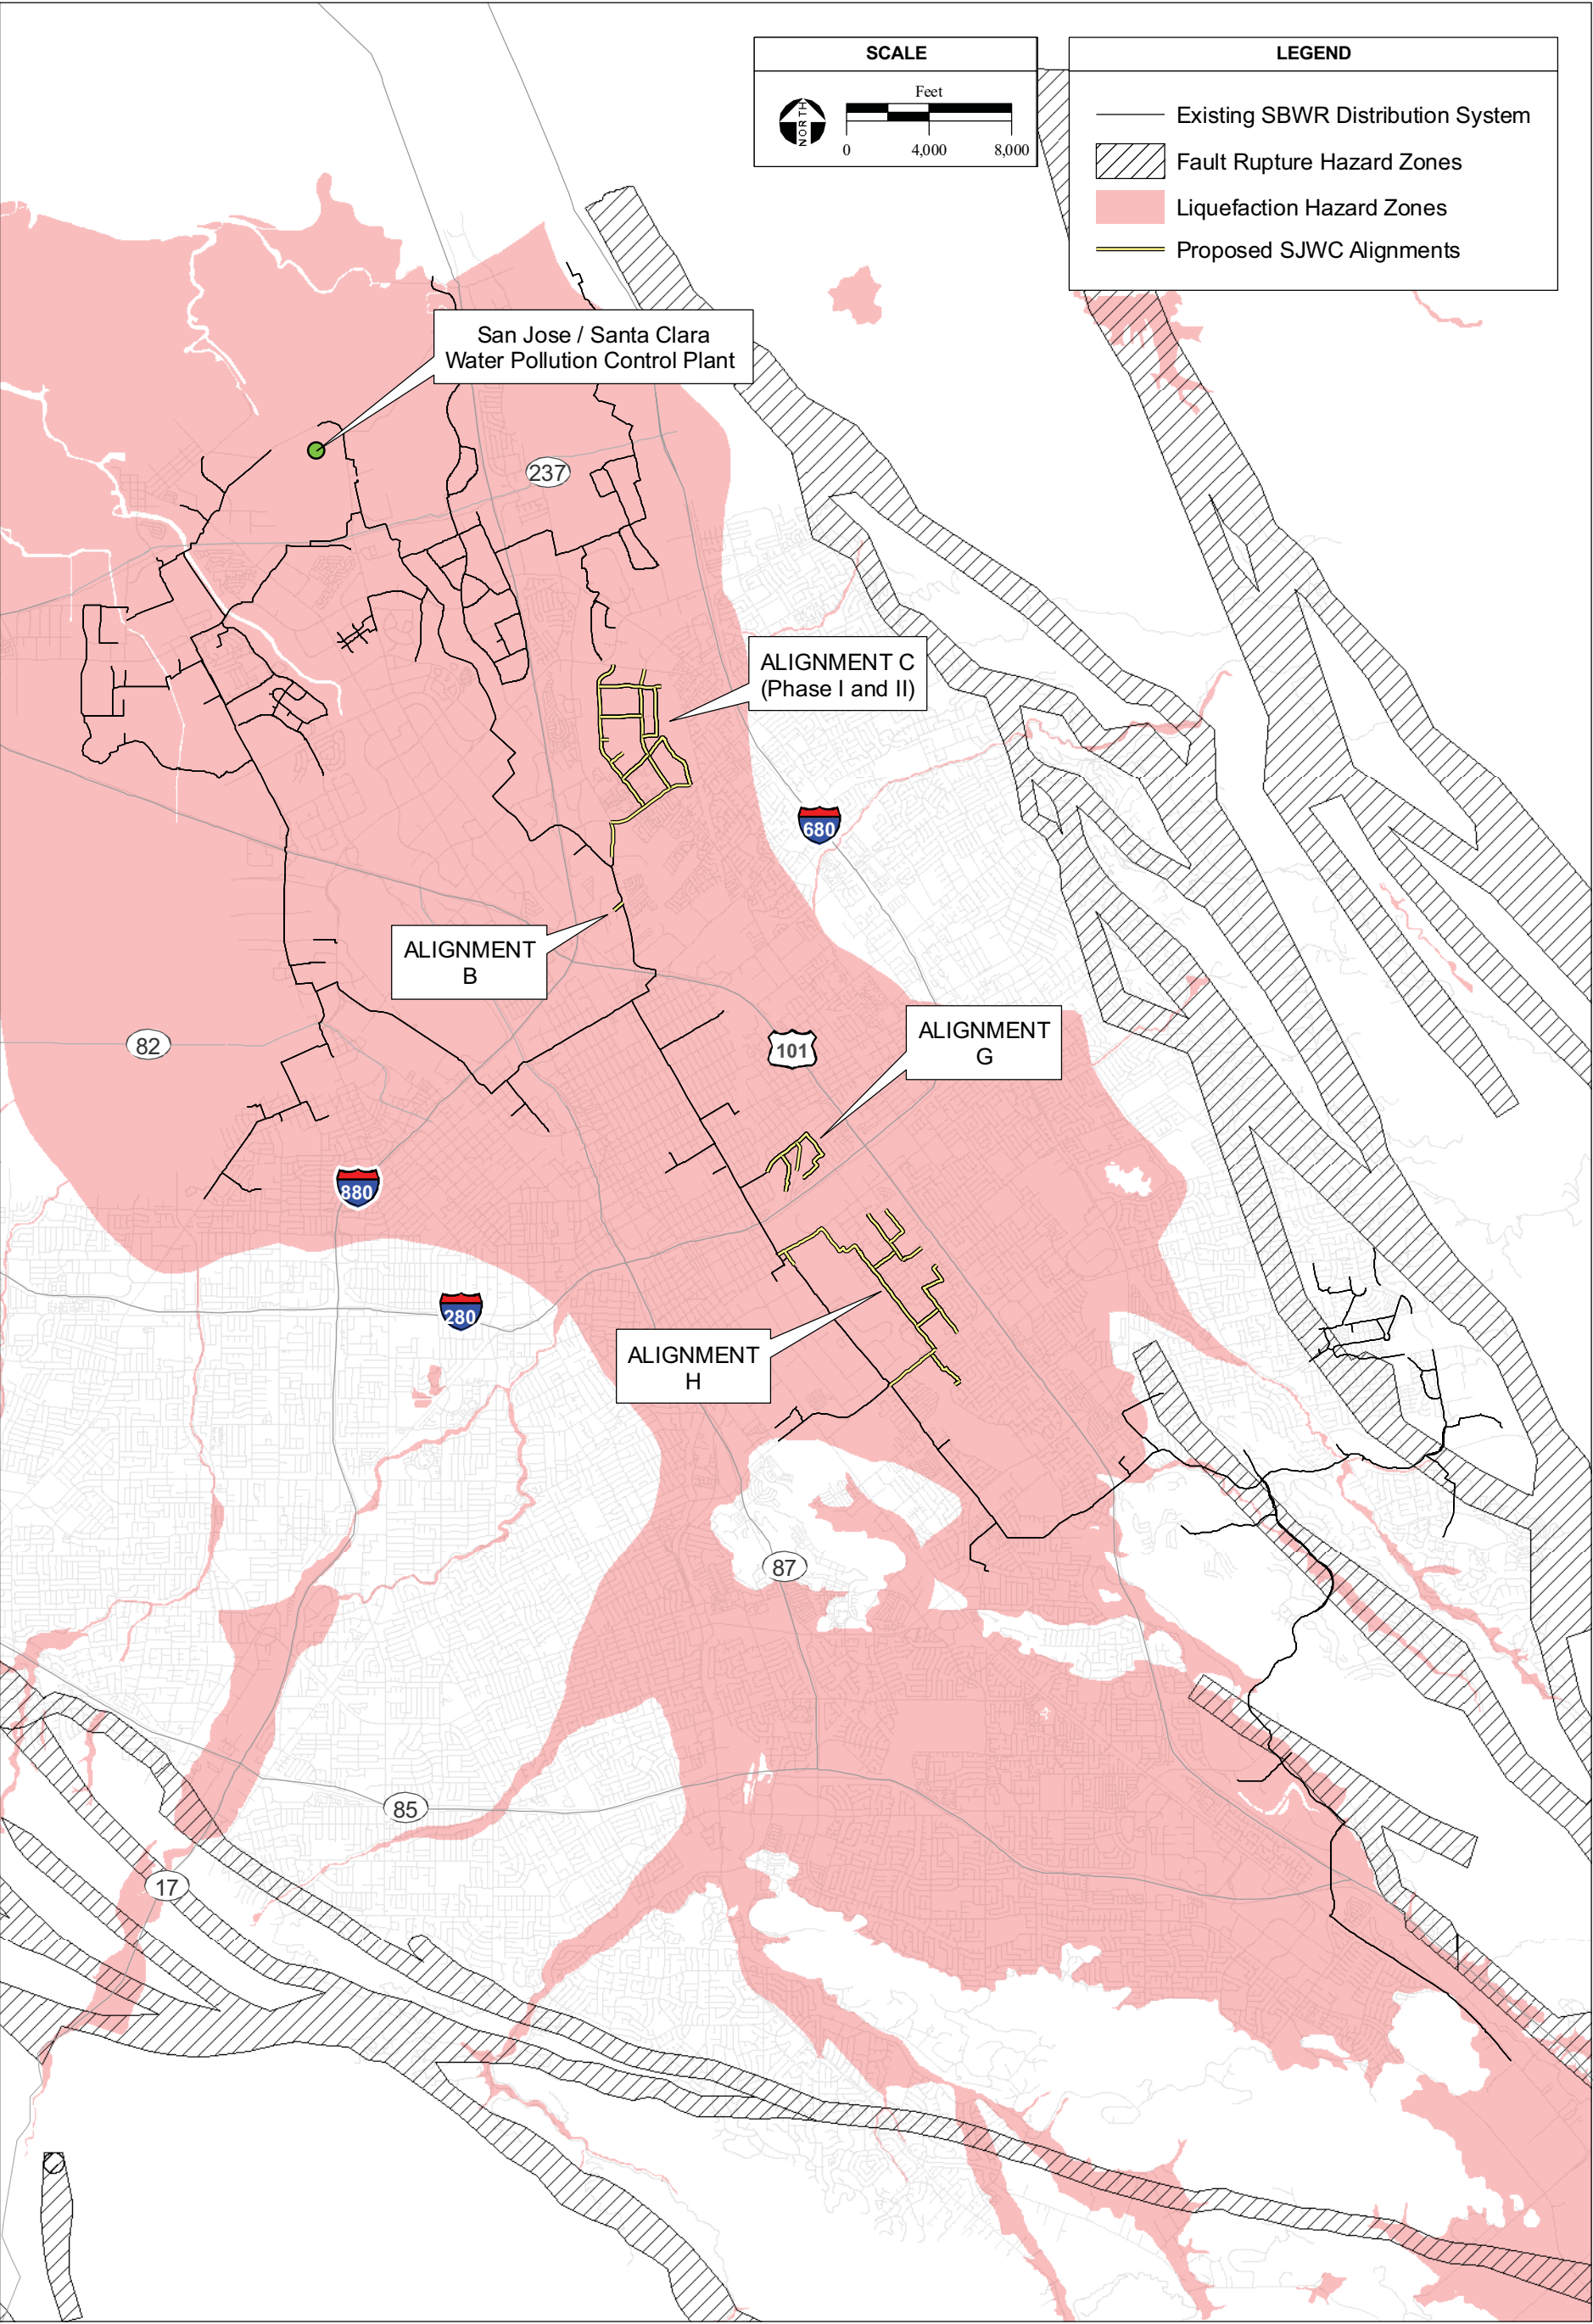 SCALE
Feet
NORTH
0 4,000 8,000
LEGEND
Existing SBWR Distribution System
Fault Rupture Hazard Zones
Liquefaction Hazard Zones
Proposed SJWC Alignments
San Jose / Santa Clara
Water Pollution Control Plant
237
ALIGNMENT C
(Phase I and II)
680
ALIGNMENT
B
82
101
ALIGNMENT
G
880
280
ALIGNMENT
H
87
85
17